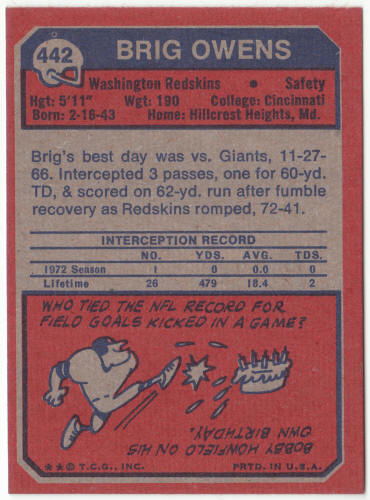 442
BRIG OWENS
Washington Redskins • Safety
Hgt: 5'11" Wgt: 190 College: Cincinnati
Born: 2-16-43 Home: Hillcrest Heights, Md.
Brig's best day was vs. Giants, 11-27-
66. Intercepted 3 passes, one for 60-yd.
TD, & scored on 62-yd. run after fumble
recovery as Redskins romped, 72-41.
INTERCEPTION RECORD
NO. YDS. AVG. TDS.
1972 Season 1 0 0.0 0
Lifetime 26 479 18.4 2
WHO TIED THE NFL RECORD FOR
FIELD GOALS KICKED IN A GAME?
BOBBY HOWFIELD ON HIS
OWN BIRTHDAY.
★★© T.C.G., INC. PRTD. IN U.S.A.